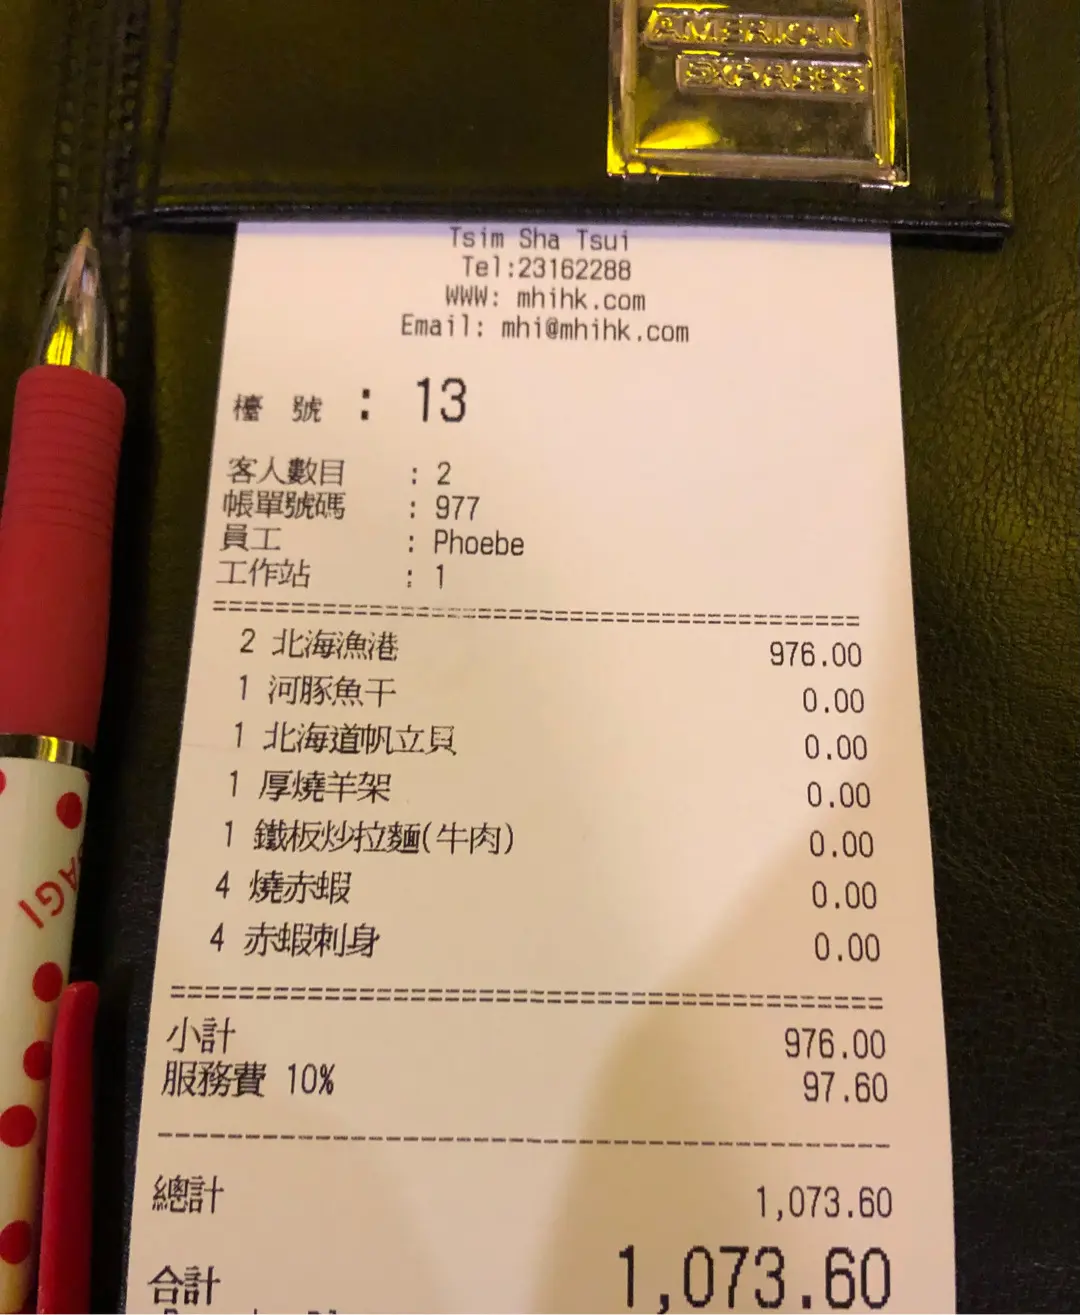 AMERICAN
EXPRESS
Tsim Sha Tsui
Tel:23162288
WWW: mhihk.com
Email: mhi@mhihk.com
檯 號 : 13
客人數目 : 2
帳單號碼 : 977
員工 : Phoebe
工作站 : 1
2 北海漁港 976.00
1 河豚魚干 0.00
1 北海道帆立貝 0.00
1 厚燒羊架 0.00
1 鐵板炒拉麵(牛肉) 0.00
4 燒赤蝦 0.00
4 赤蝦刺身 0.00
小計 976.00
服務費 10% 97.60
總計 1,073.60
合計 1,073.60